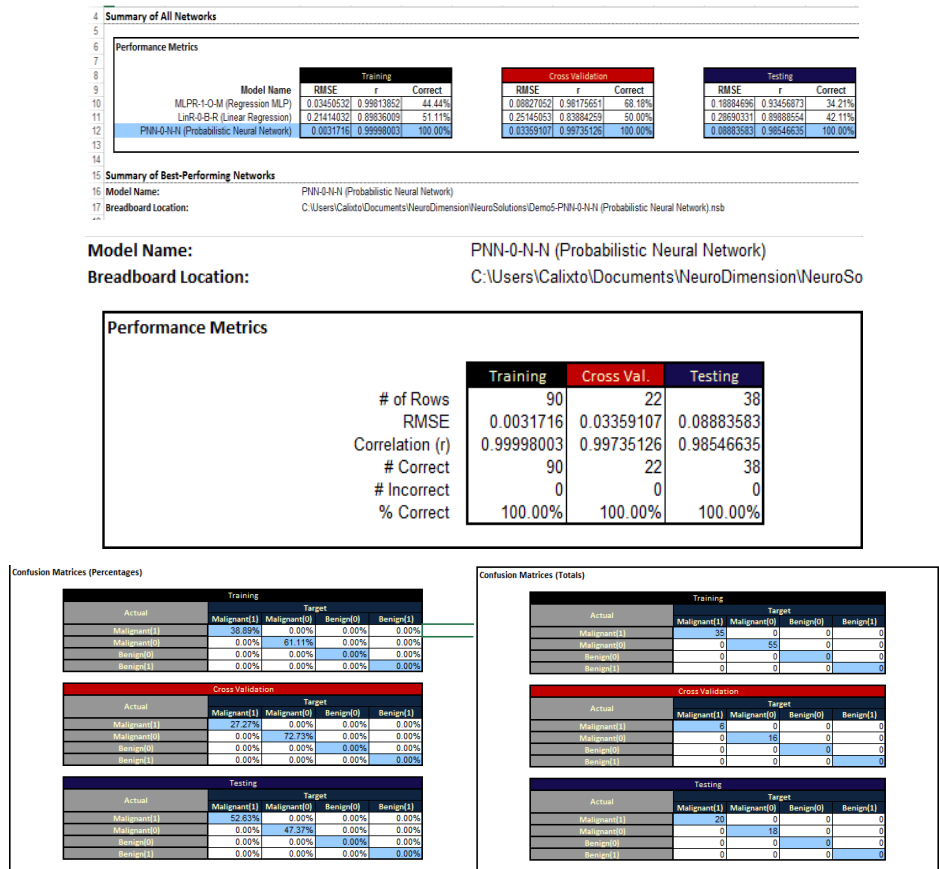 4 Summary of All Networks
5
6 Performance Metrics
7
8 Training Cross Validation Testing
9 Model Name RMSE r Correct RMSE r Correct RMSE r Correct
10 MLPR-1-O-M (Regression MLP) 0.03450532 0.99813852 44.44% 0.08827052 0.98175651 68.18% 0.18884696 0.93456873 34.21%
11 LinR-0-B-R (Linear Regression) 0.21414032 0.89836009 51.11% 0.25145053 0.83884259 50.00% 0.28690331 0.89888554 42.11%
12 PNN-0-N-N (Probabilistic Neural Network) 0.0031716 0.99998003 100.00% 0.03359107 0.99735126 100.00% 0.08883583 0.98546635 100.00%
13
14
15 Summary of Best-Performing Networks
16 Model Name: PNN-0-N-N (Probabilistic Neural Network)
17 Breadboard Location: C:\Users\Calixto\Documents\NeuroDimension\NeuroSolutions\Demo5-PNN-0-N-N (Probabilistic Neural Network).nsb
Model Name: PNN-0-N-N (Probabilistic Neural Network)
Breadboard Location: C:\Users\Calixto\Documents\NeuroDimension\NeuroSo
Performance Metrics
Training Cross Val. Testing
# of Rows 90 22 38
RMSE 0.0031716 0.03359107 0.08883583
Correlation (r) 0.99998003 0.99735126 0.98546635
# Correct 90 22 38
# Incorrect 0 0 0
% Correct 100.00% 100.00% 100.00%
Confusion Matrices (Percentages)
Training
Actual Target
Malignant(1) Malignant(0) Benign(0) Benign(1)
Malignant(1) 38.89% 0.00% 0.00% 0.00%
Malignant(0) 0.00% 61.11% 0.00% 0.00%
Benign(0) 0.00% 0.00% 0.00% 0.00%
Benign(1) 0.00% 0.00% 0.00% 0.00%
Cross Validation
Actual Target
Malignant(1) Malignant(0) Benign(0) Benign(1)
Malignant(1) 27.27% 0.00% 0.00% 0.00%
Malignant(0) 0.00% 72.73% 0.00% 0.00%
Benign(0) 0.00% 0.00% 0.00% 0.00%
Benign(1) 0.00% 0.00% 0.00% 0.00%
Testing
Actual Target
Malignant(1) Malignant(0) Benign(0) Benign(1)
Malignant(1) 52.63% 0.00% 0.00% 0.00%
Malignant(0) 0.00% 47.37% 0.00% 0.00%
Benign(0) 0.00% 0.00% 0.00% 0.00%
Benign(1) 0.00% 0.00% 0.00% 0.00%
Confusion Matrices (Totals)
Training
Actual Target
Malignant(1) Malignant(0) Benign(0) Benign(1)
Malignant(1) 35 0 0 0
Malignant(0) 0 55 0 0
Benign(0) 0 0 0 0
Benign(1) 0 0 0 0
Cross Validation
Actual Target
Malignant(1) Malignant(0) Benign(0) Benign(1)
Malignant(1) 6 0 0 0
Malignant(0) 0 16 0 0
Benign(0) 0 0 0 0
Benign(1) 0 0 0 0
Testing
Actual Target
Malignant(1) Malignant(0) Benign(0) Benign(1)
Malignant(1) 20 0 0 0
Malignant(0) 0 18 0 0
Benign(0) 0 0 0 0
Benign(1) 0 0 0 0